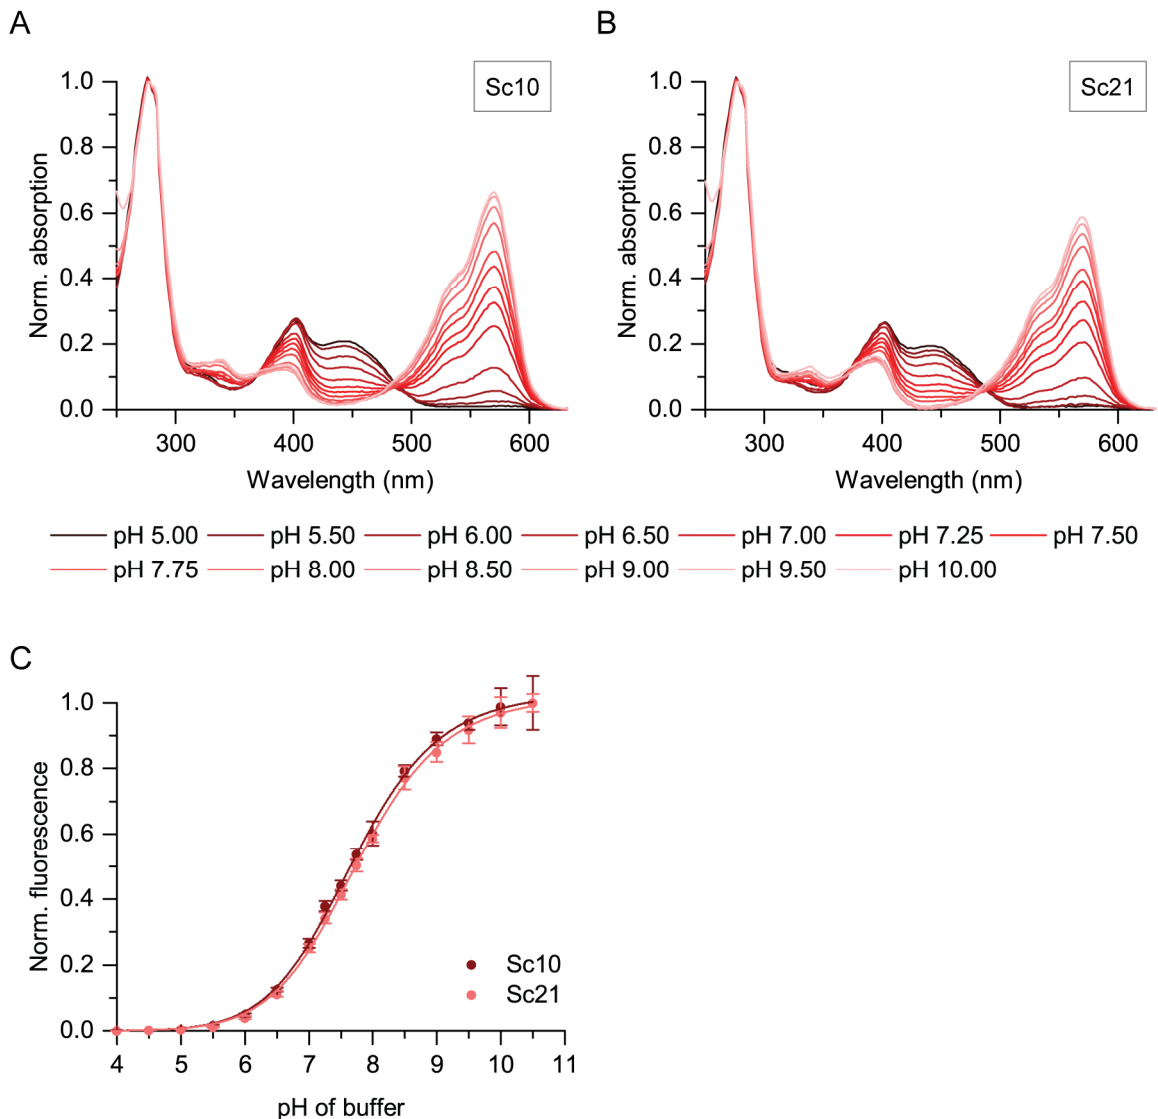 A
B
Sc10
Sc21
1.0
0.8
0.6
0.4
0.2
0.0
Norm. absorption
300
400
500
600
Wavelength (nm)
1.0
0.8
0.6
0.4
0.2
0.0
Norm. absorption
300
400
500
600
Wavelength (nm)
pH 5.00 pH 5.50 pH 6.00 pH 6.50 pH 7.00 pH 7.25 pH 7.50
pH 7.75 pH 8.00 pH 8.50 pH 9.00 pH 9.50 pH 10.00
C
1.0
0.8
0.6
0.4
0.2
0.0
Norm. fluorescence
Sc10
Sc21
4 5 6 7 8 9 10 11
pH of buffer